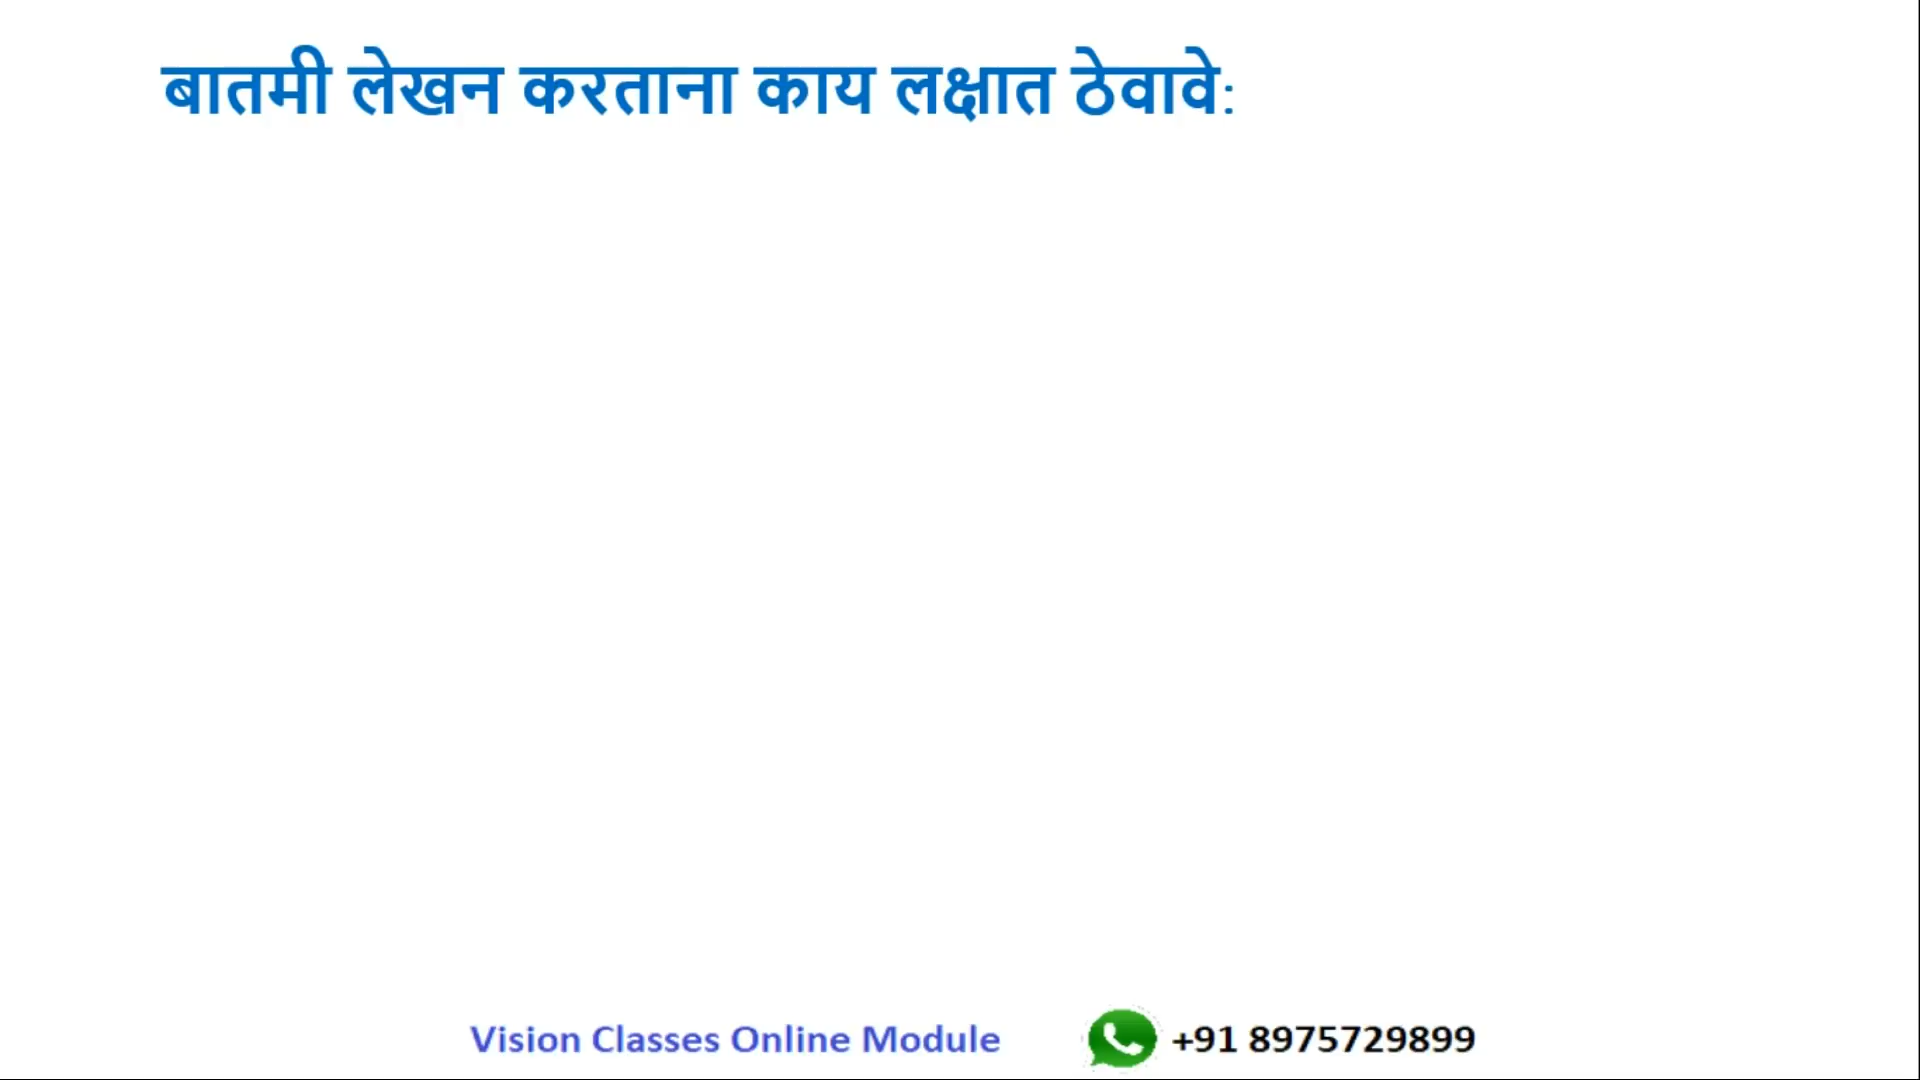 बातमी लेखन करताना काय लक्षात ठेवावे:
Vision Classes Online Module +91 8975729899